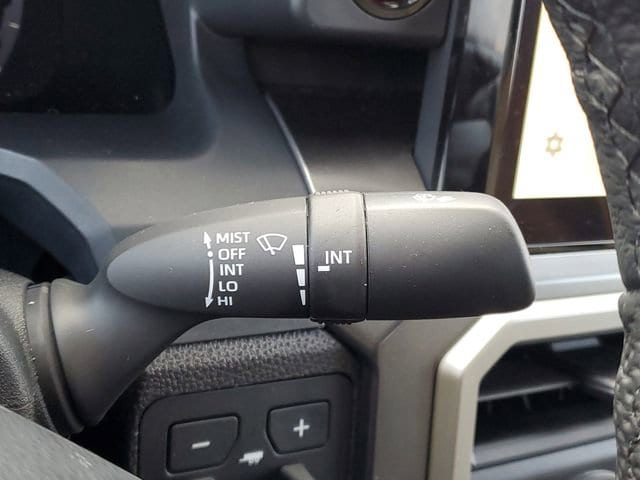 MIST
OFF
INT
LO
HI
INT
− +